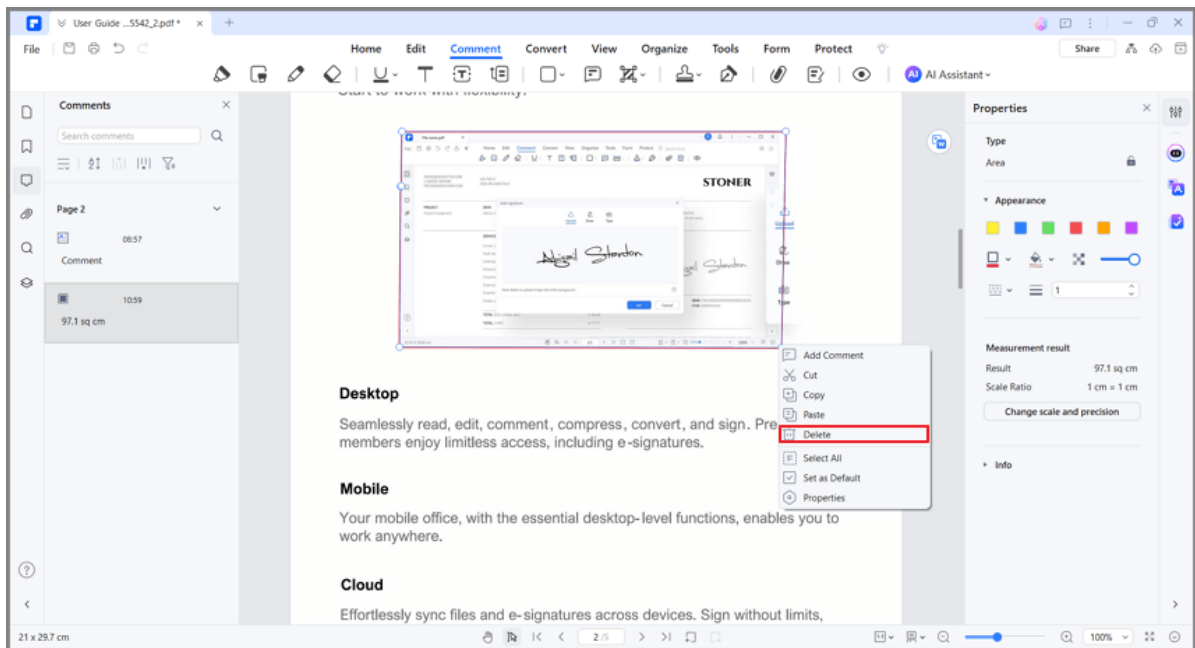 User Guide ...5542_2.pdf *
File
Home Edit Comment Convert View Organize Tools Form Protect
Share
AI Assistant
Comments
Search comments
Page 2
08:57
Comment
10:59
97.1 sq cm
Start to work with flexibility.
STONER
Abigail Standon
Desktop
Seamlessly read, edit, comment, compress, convert, and sign. Pre
members enjoy limitless access, including e-signatures.
Mobile
Your mobile office, with the essential desktop-level functions, enables you to
work anywhere.
Cloud
Effortlessly sync files and e-signatures across devices. Sign without limits,
Add Comment
Cut
Copy
Paste
Delete
Select All
Set as Default
Properties
Properties
Type
Area
Appearance
1
Measurement result
Result 97.1 sq cm
Scale Ratio 1 cm = 1 cm
Change scale and precision
Info
21 x 29.7 cm
2 /5
100%